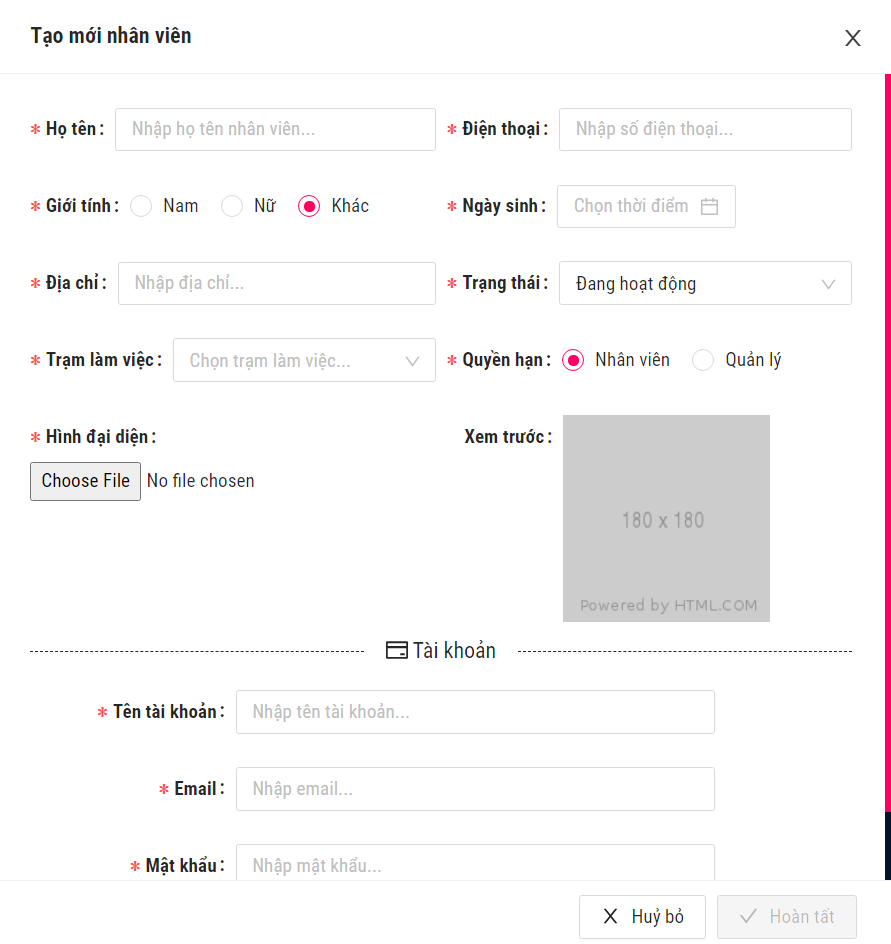 Tạo mới nhân viên
* Họ tên : Nhập họ tên nhân viên... * Điện thoại : Nhập số điện thoại...
* Giới tính : Nam Nữ Khác * Ngày sinh : Chọn thời điểm
* Địa chỉ : Nhập địa chỉ... * Trạng thái : Đang hoạt động
* Trạm làm việc : Chọn trạm làm việc... * Quyền hạn : Nhân viên Quản lý
* Hình đại diện : Xem trước :
Choose File No file chosen
180 x 180
Powered by HTML.COM
Tài khoản
* Tên tài khoản : Nhập tên tài khoản...
* Email : Nhập email...
* Mật khẩu : Nhập mật khẩu...
Huỷ bỏ Hoàn tất